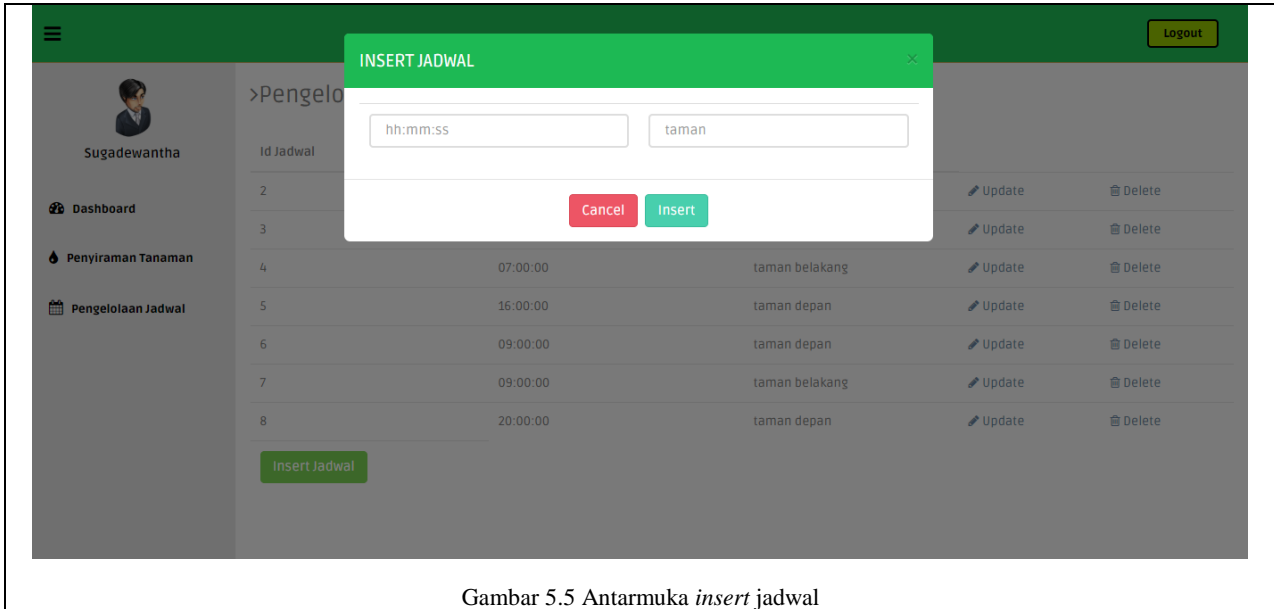 Logout
INSERT JADWAL ×
>Pengelo
hh:mm:ss taman
Sugadewantha
Id Jadwal
2 Update Delete
Dashboard
Cancel Insert
3 Update Delete
Penyiraman Tanaman
4 07:00:00 taman belakang Update Delete
Pengelolaan Jadwal
5 16:00:00 taman depan Update Delete
6 09:00:00 taman depan Update Delete
7 09:00:00 taman belakang Update Delete
8 20:00:00 taman depan Update Delete
Insert Jadwal
Gambar 5.5 Antarmuka insert jadwal